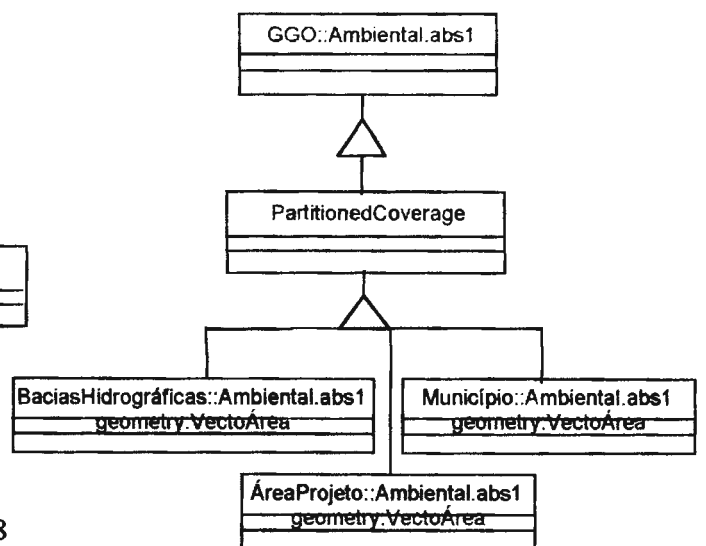 GGO::Ambiental.abs1
PartitionedCoverage
BaciasHidrográficas::Ambiental.abs1
geometry:VectoÁrea
Município::Ambiental.abs1
geometry:VectoÁrea
ÁreaProjeto::Ambiental.abs1
geometry:VectoÁrea
8